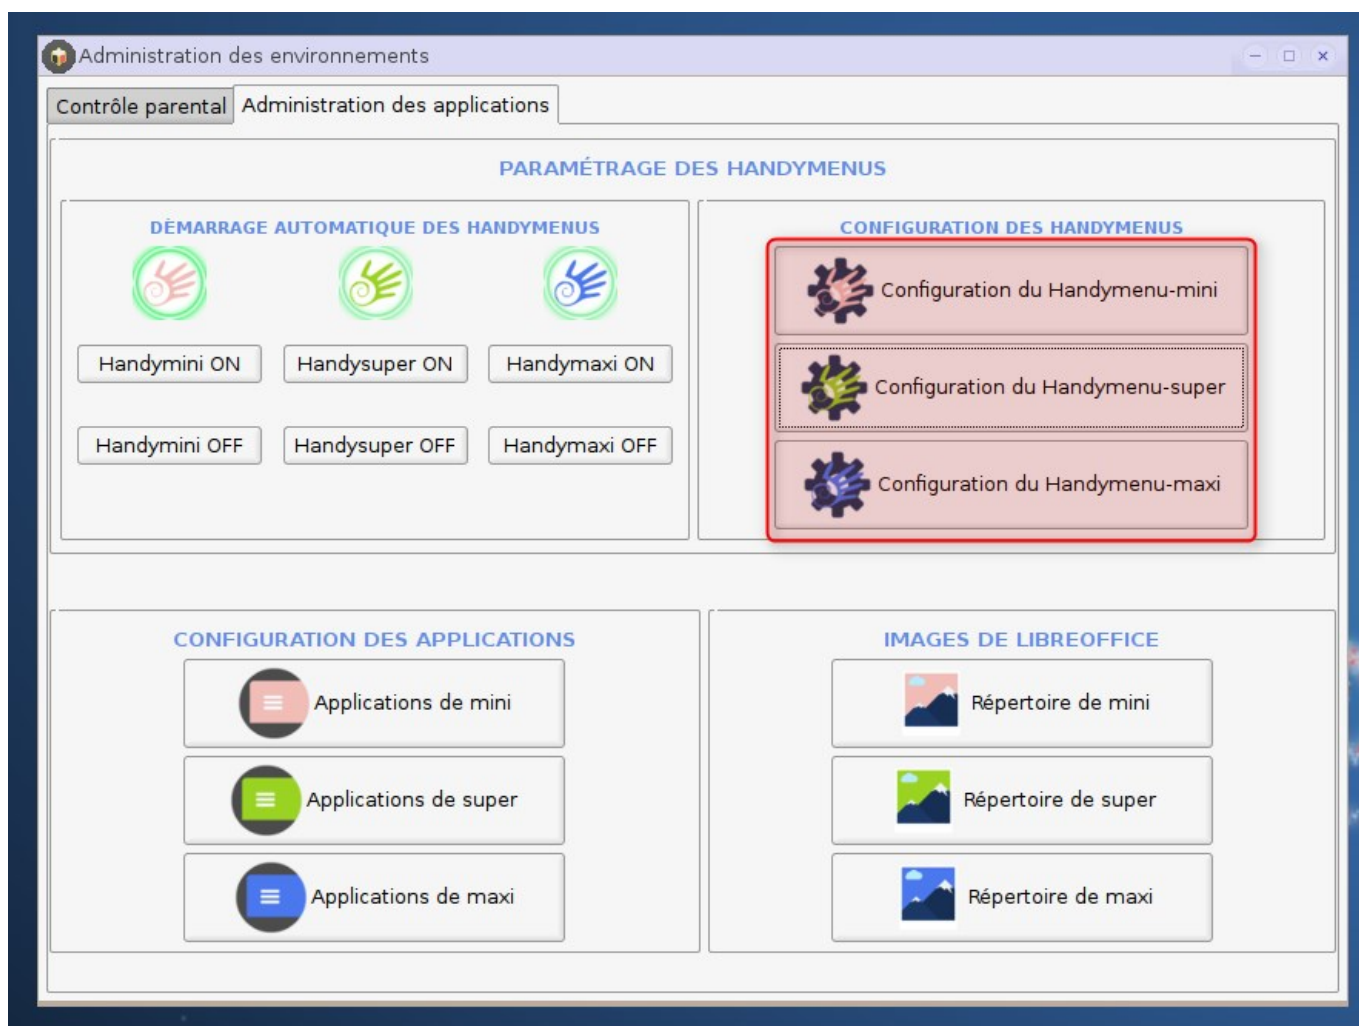 Administration des environnements
Contrôle parental
Administration des applications
PARAMÉTRAGE DES HANDYMENUS
DÉMARRAGE AUTOMATIQUE DES HANDYMENUS
Handymini ON
Handysuper ON
Handymaxi ON
Handymini OFF
Handysuper OFF
Handymaxi OFF
CONFIGURATION DES HANDYMENUS
Configuration du Handymenu-mini
Configuration du Handymenu-super
Configuration du Handymenu-maxi
CONFIGURATION DES APPLICATIONS
Applications de mini
Applications de super
Applications de maxi
IMAGES DE LIBREOFFICE
Répertoire de mini
Répertoire de super
Répertoire de maxi